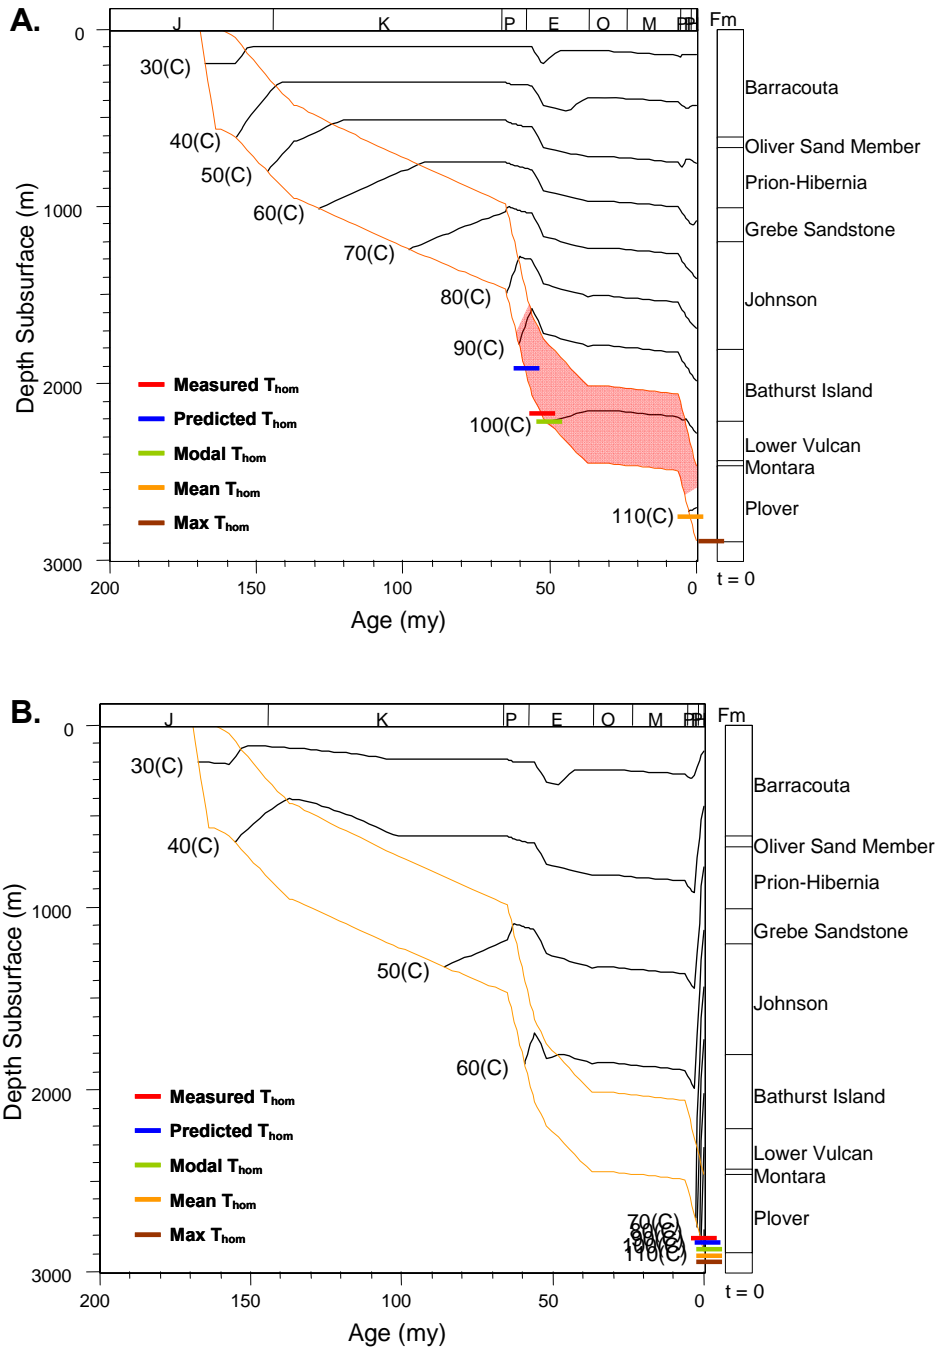 A.
J K P E O M P P Fm
0
30(C)
Barracouta
40(C)
Oliver Sand Member
50(C)
Prion-Hibernia
60(C)
1000
Grebe Sandstone
70(C)
80(C)
Johnson
90(C)
Depth Subsurface (m)
2000
Measured Thom
Bathurst Island
Predicted Thom
100(C)
Modal Thom
Lower Vulcan
Montara
Mean Thom
Plover
110(C)
Max Thom
3000
200 150 100 50 0
t = 0
Age (my)
B.
J K P E O M P Fm
0
30(C)
Barracouta
40(C)
Oliver Sand Member
Prion-Hibernia
1000
Grebe Sandstone
50(C)
Johnson
Depth Subsurface (m)
60(C)
2000
Measured Thom
Bathurst Island
Predicted Thom
Modal Thom
Lower Vulcan
Montara
Mean Thom
Plover
70(C)
80(C)
100(C)
110(C)
Max Thom
3000
200 150 100 50 0
t = 0
Age (my)